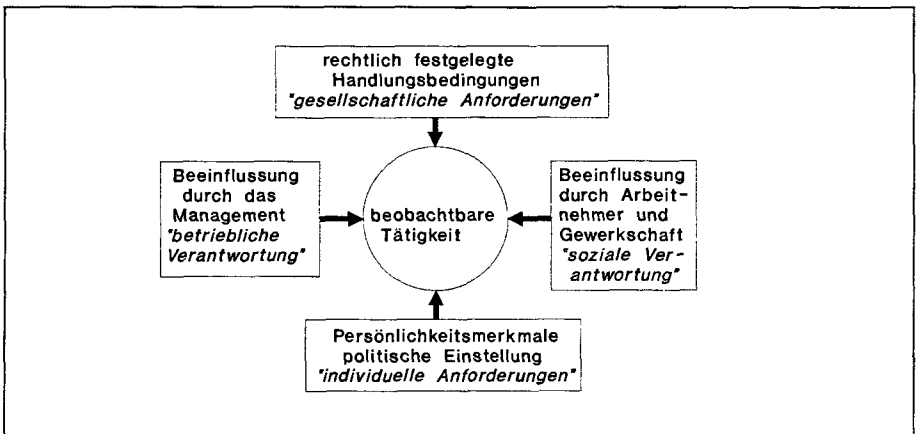 rechtlich festgelegte
Handlungsbedingungen
"gesellschaftliche Anforderungen"
Beeinflussung
durch das
Management
"betriebliche
Verantwortung"
beobachtbare
Tätigkeit
Beeinflussung
durch Arbeit-
nehmer und
Gewerkschaft
"soziale Ver-
antwortung"
Persönlichkeitsmerkmale
politische Einstellung
"individuelle Anforderungen"